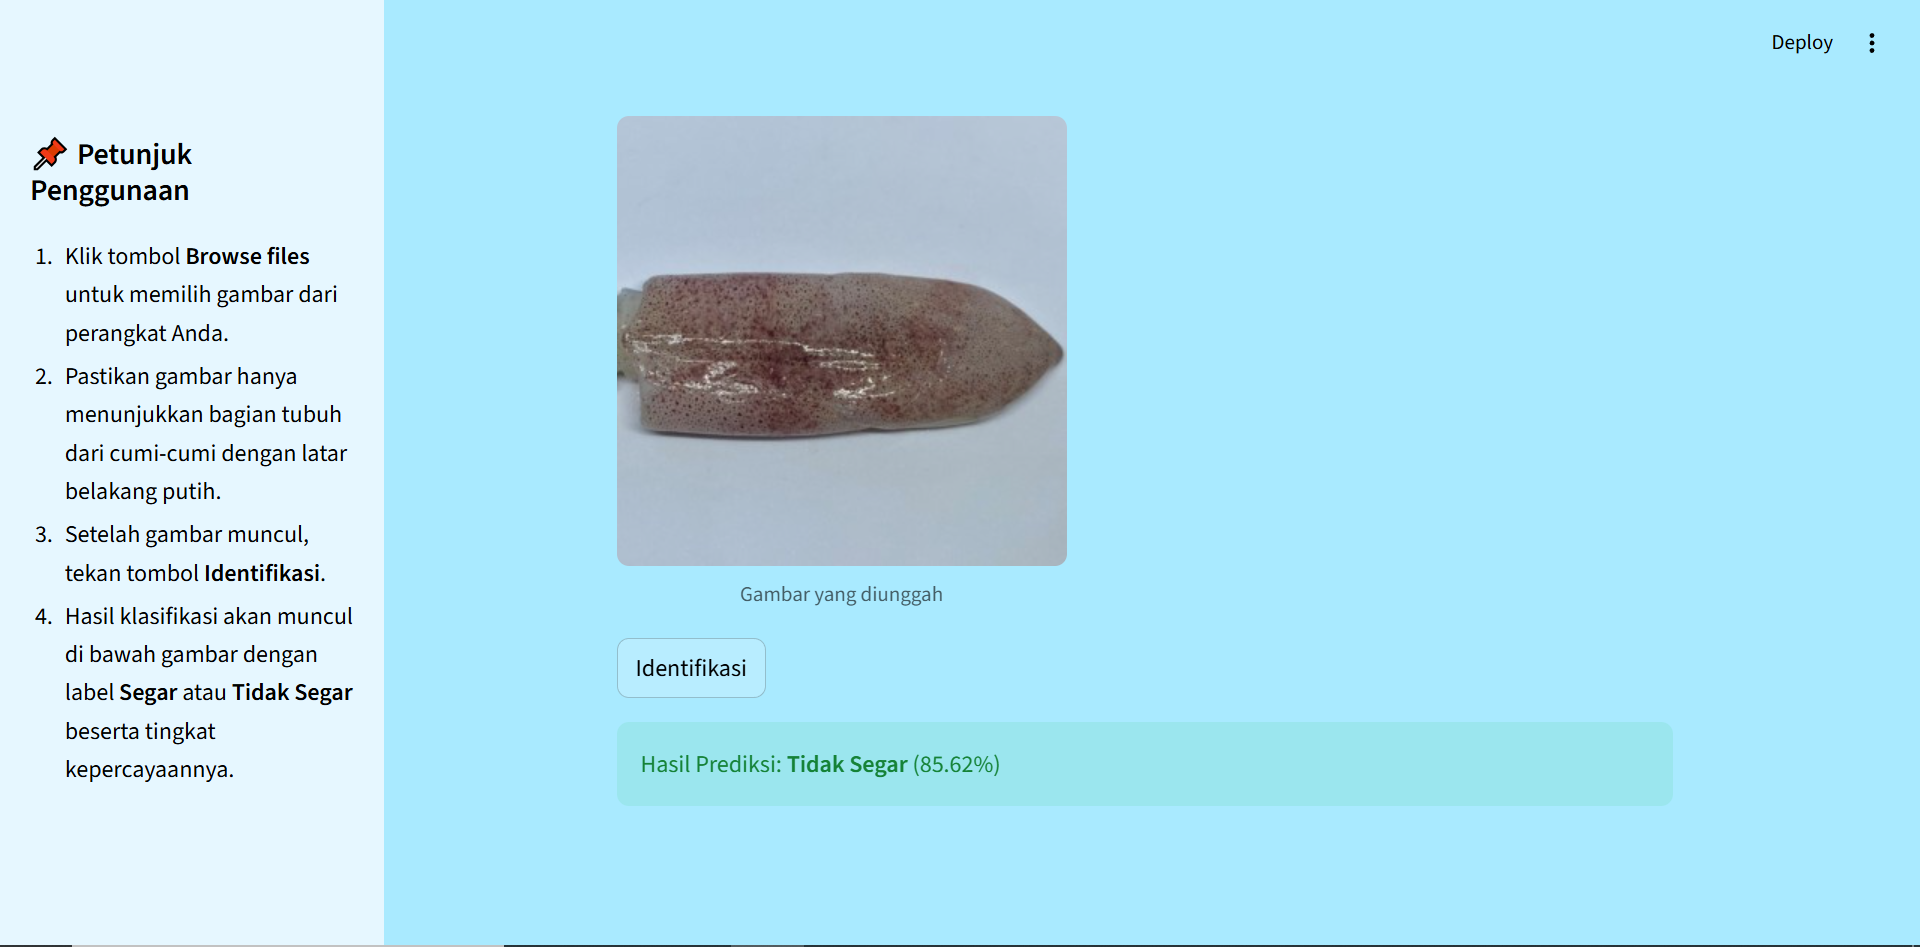 Deploy
Petunjuk
Penggunaan
1. Klik tombol Browse files
untuk memilih gambar dari
perangkat Anda.
2. Pastikan gambar hanya
menunjukkan bagian tubuh
dari cumi-cumi dengan latar
belakang putih.
3. Setelah gambar muncul,
tekan tombol Identifikasi.
4. Hasil klasifikasi akan muncul
di bawah gambar dengan
label Segar atau Tidak Segar
beserta tingkat
kepercayaannya.
Gambar yang diunggah
Identifikasi
Hasil Prediksi: Tidak Segar (85.62%)